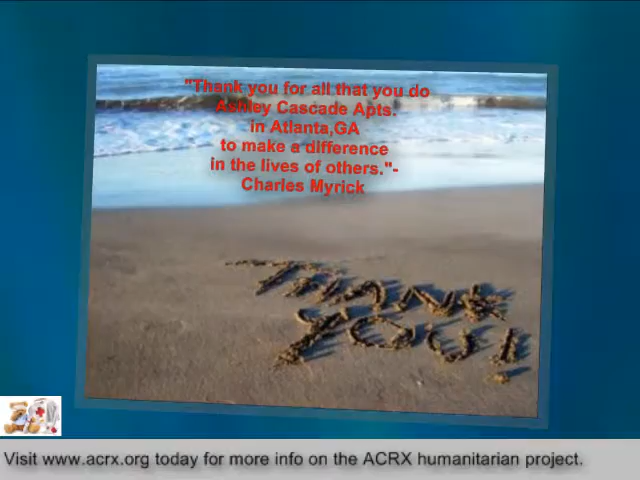 "Thank you for all that you do
Ashley Cascade Apts.
in Atlanta,GA
to make a difference
in the lives of others."-
Charles Myrick
THANK
YOU!
Visit www.acrx.org today for more info on the ACRX humanitarian project.